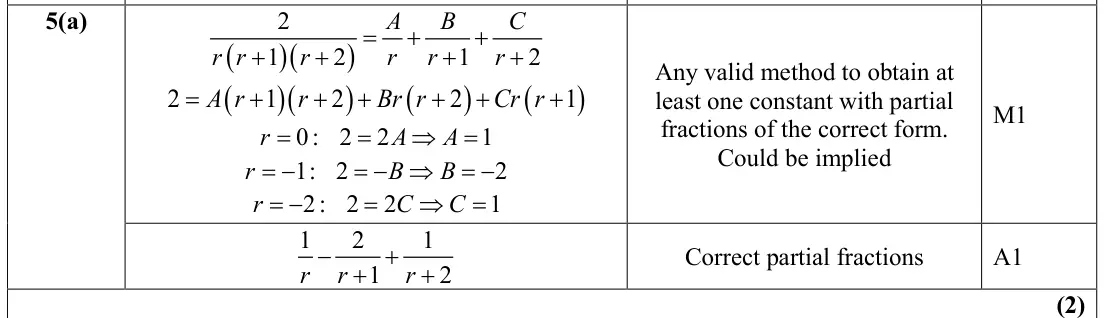 5(a)
2/(r(r+1)(r+2)) = A/r + B/(r+1) + C/(r+2)
2 = A(r+1)(r+2) + Br(r+2) + Cr(r+1)
r = 0: 2 = 2A ⇒ A = 1
r = −1: 2 = −B ⇒ B = −2
r = −2: 2 = 2C ⇒ C = 1
Any valid method to obtain at
least one constant with partial
fractions of the correct form.
Could be implied
M1
1/r − 2/(r+1) + 1/(r+2)
Correct partial fractions
A1
(2)